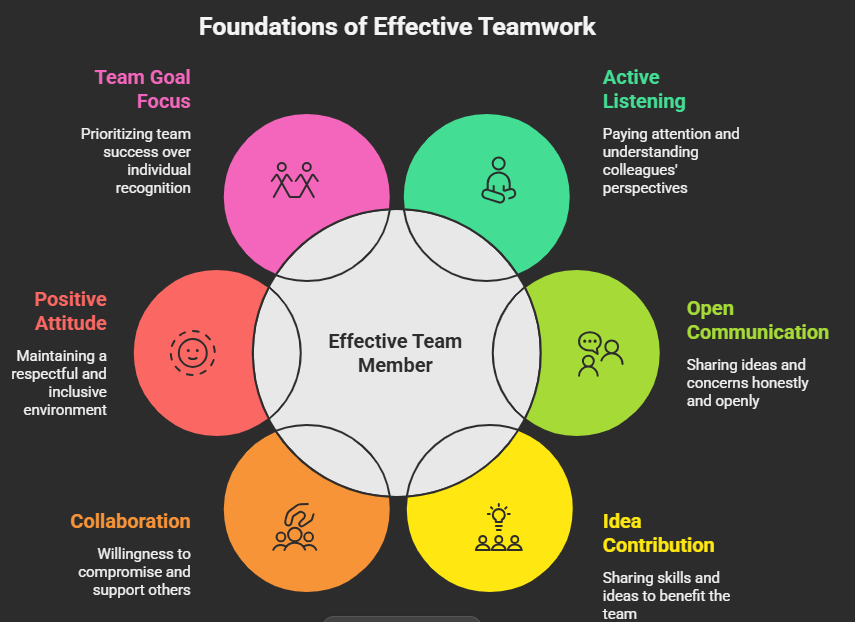 Foundations of Effective Teamwork
Team Goal
Focus
Prioritizing team
success over
individual
recognition
Active
Listening
Paying attention and
understanding
colleagues'
perspectives
Positive
Attitude
Maintaining a
respectful and
inclusive
environment
Effective Team
Member
Open
Communication
Sharing ideas and
concerns honestly
and openly
Collaboration
Willingness to
compromise and
support others
Idea
Contribution
Sharing skills and
ideas to benefit the
team